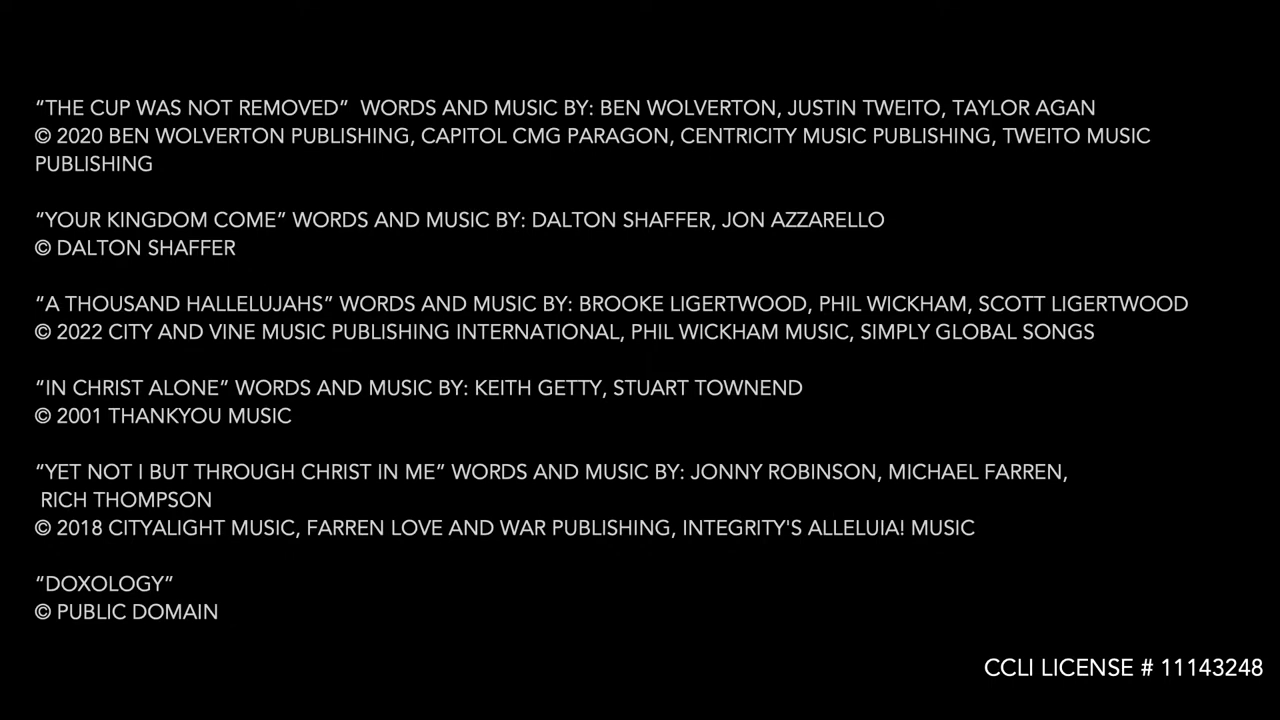 “THE CUP WAS NOT REMOVED”  WORDS AND MUSIC BY: BEN WOLVERTON, JUSTIN TWEITO, TAYLOR AGAN
© 2020 BEN WOLVERTON PUBLISHING, CAPITOL CMG PARAGON, CENTRICITY MUSIC PUBLISHING, TWEITO MUSIC
PUBLISHING
“YOUR KINGDOM COME” WORDS AND MUSIC BY: DALTON SHAFFER, JON AZZARELLO
© DALTON SHAFFER
“A THOUSAND HALLELUJAHS” WORDS AND MUSIC BY: BROOKE LIGERTWOOD, PHIL WICKHAM, SCOTT LIGERTWOOD
© 2022 CITY AND VINE MUSIC PUBLISHING INTERNATIONAL, PHIL WICKHAM MUSIC, SIMPLY GLOBAL SONGS
“IN CHRIST ALONE” WORDS AND MUSIC BY: KEITH GETTY, STUART TOWNEND
© 2001 THANKYOU MUSIC
“YET NOT I BUT THROUGH CHRIST IN ME” WORDS AND MUSIC BY: JONNY ROBINSON, MICHAEL FARREN,
RICH THOMPSON
© 2018 CITYALIGHT MUSIC, FARREN LOVE AND WAR PUBLISHING, INTEGRITY'S ALLELUIA! MUSIC
“DOXOLOGY”
© PUBLIC DOMAIN
CCLI LICENSE # 11143248